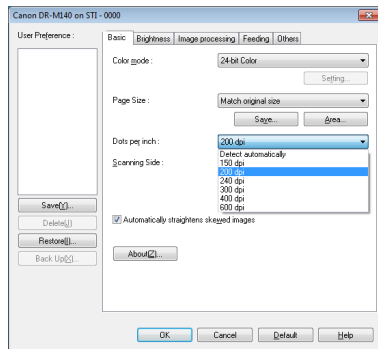 Canon DR-M140 on STI - 0000
User Preference :
Save[Y]...
Delete[J]
Restore[I]...
Back Up[X]...
Basic Brightness Image processing Feeding Others
Color mode : 24-bit Color
Setting...
Page Size : Match original size
Save... Area...
Dots per inch : 200 dpi
Detect automatically
150 dpi
200 dpi
240 dpi
300 dpi
400 dpi
600 dpi
Scanning Side :
Automatically straightens skewed images
About[Z]...
OK Cancel Default Help